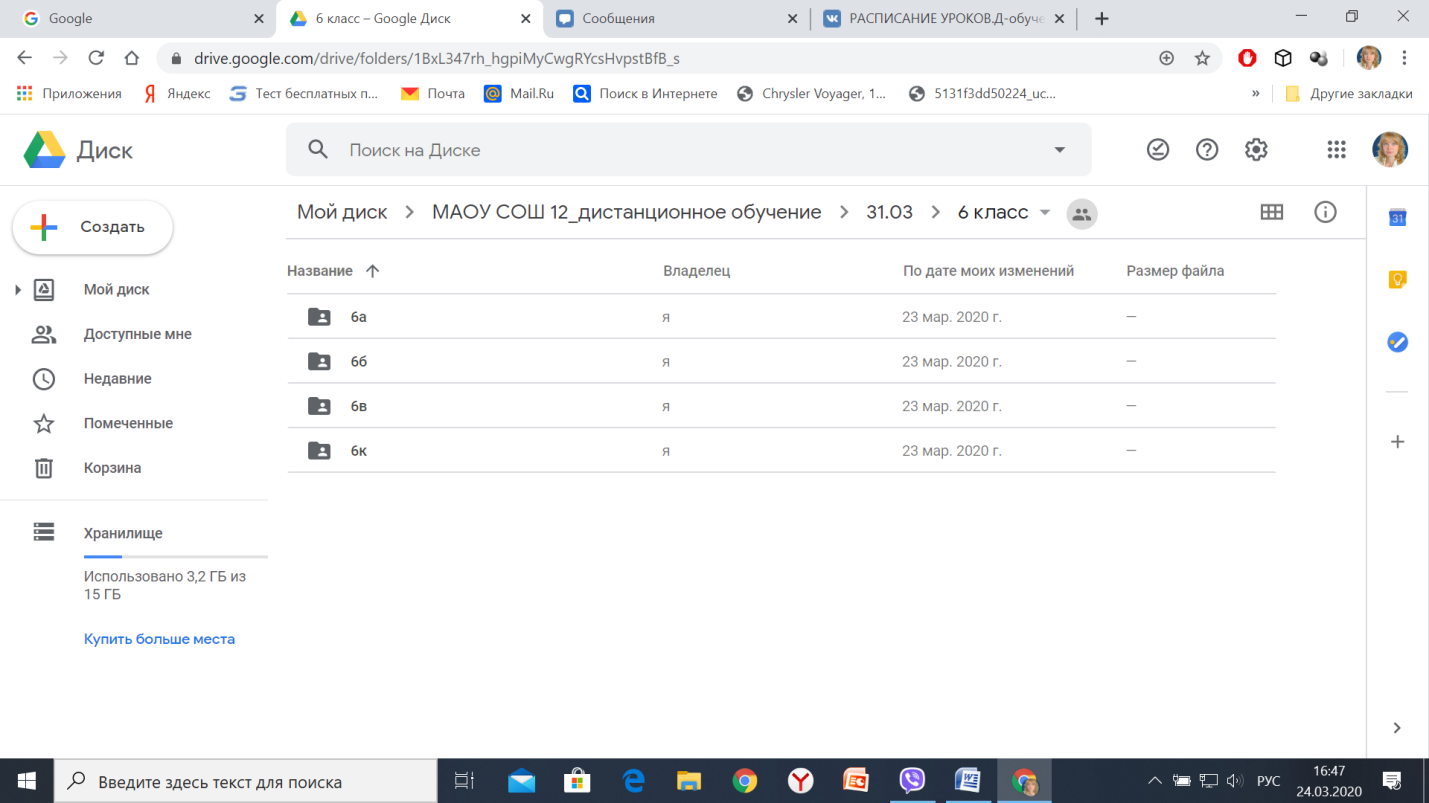 Google
6 класс – Google Диск
Сообщения
РАСПИСАНИЕ УРОКОВ.Д-обуче
drive.google.com/drive/folders/1BxL347rh_hgpiMyCwgRYcsHvpstBfB_s
Приложения
Яндекс
Тест бесплатных п...
Почта
Mail.Ru
Поиск в Интернете
Chrysler Voyager, 1...
5131f3dd50224_uc...
»
Другие закладки
Диск
Поиск на Диске
Создать
Мой диск > МАОУ СОШ 12_дистанционное обучение > 31.03 > 6 класс
Название
Владелец
По дате моих изменений
Размер файла
6а я 23 мар. 2020 г. —
6б я 23 мар. 2020 г. —
6в я 23 мар. 2020 г. —
6к я 23 мар. 2020 г. —
Мой диск
Доступные мне
Недавние
Помеченные
Корзина
Хранилище
Использовано 3,2 ГБ из
15 ГБ
Купить больше места
31
Введите здесь текст для поиска
РУС
16:47
24.03.2020